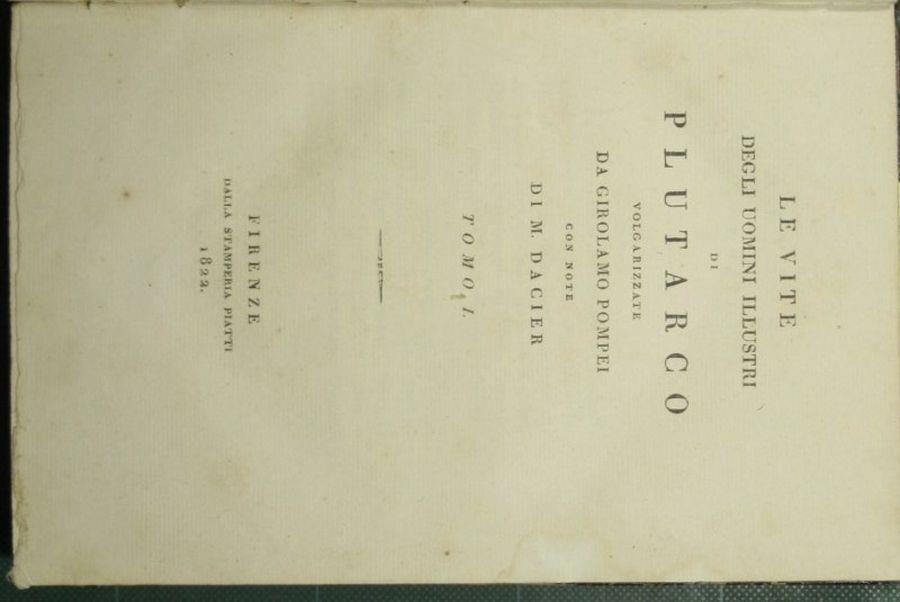 LE VITE
DEGLI UOMINI ILLUSTRI
DI
PLUTARCO
VOLGARIZZATE
DA GIROLAMO POMPEI
CON NOTE
DI M. DACIER
TOMO I.
FIRENZE
DALLA STAMPERIA PIATTI
1822.